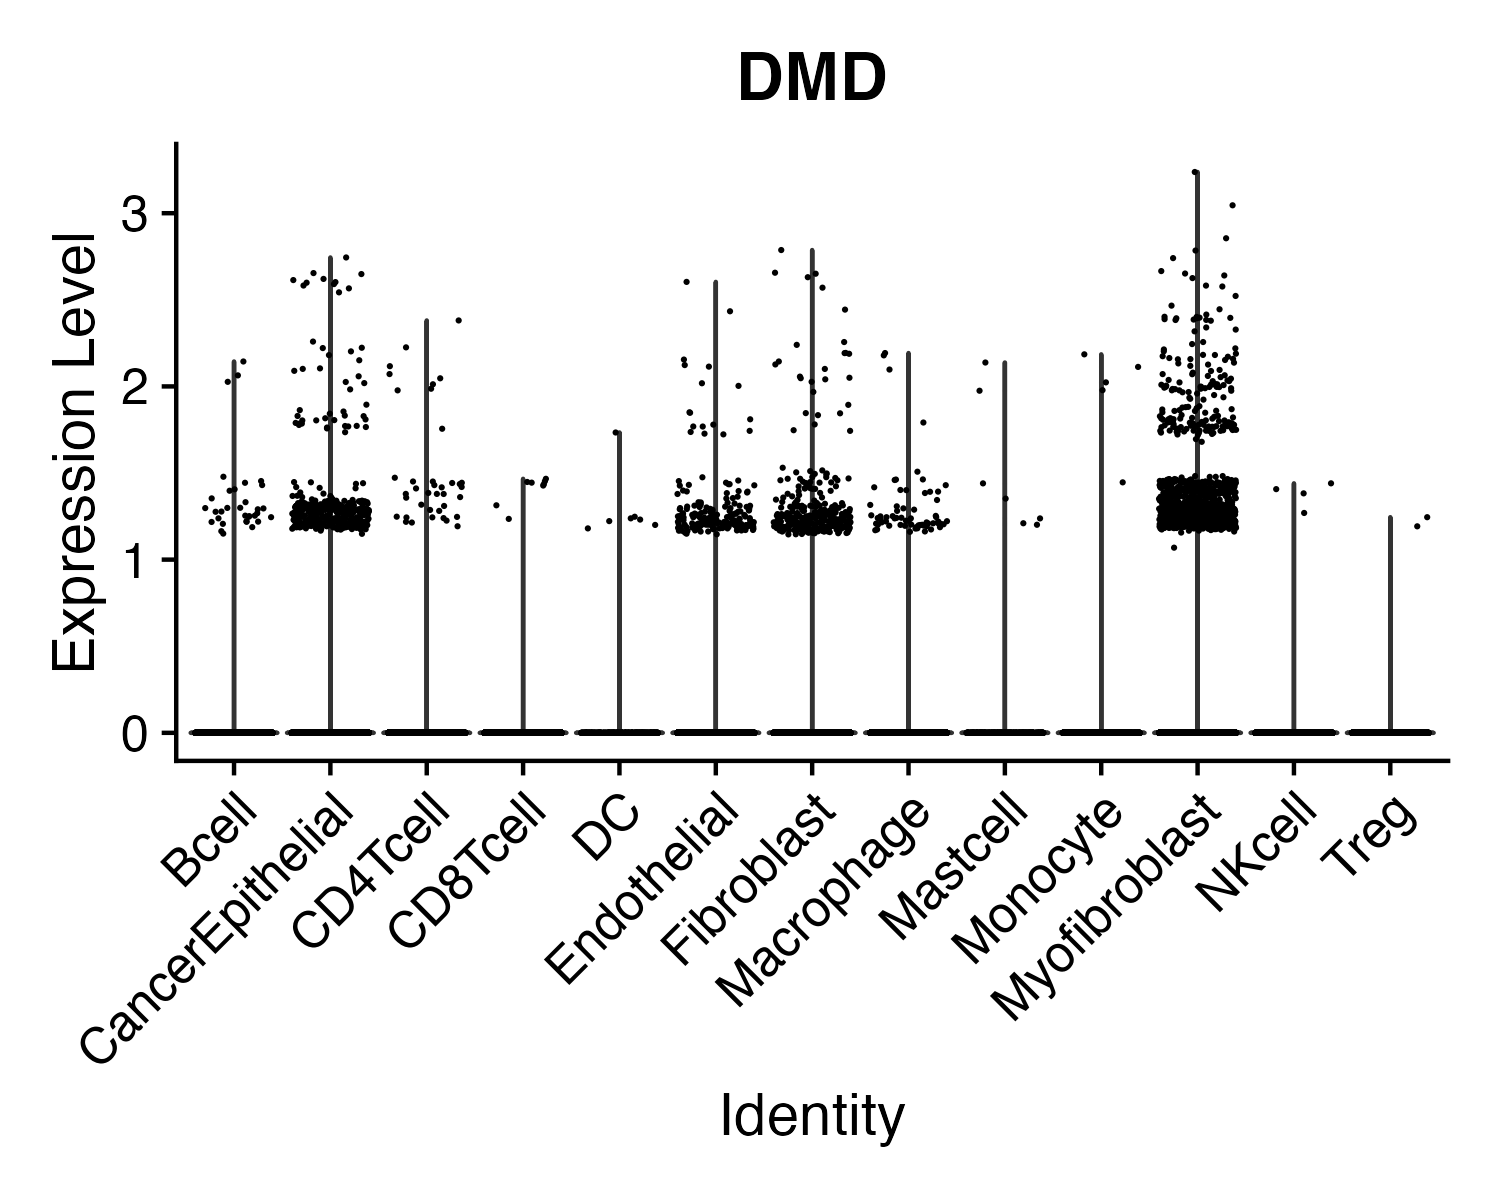 DMD
Expression Level
3
2
1
0
Bcell
CancerEpithelial
CD4Tcell
CD8Tcell
DC
Endothelial
Fibroblast
Macrophage
Mastcell
Monocyte
Myofibroblast
NKcell
Treg
Identity